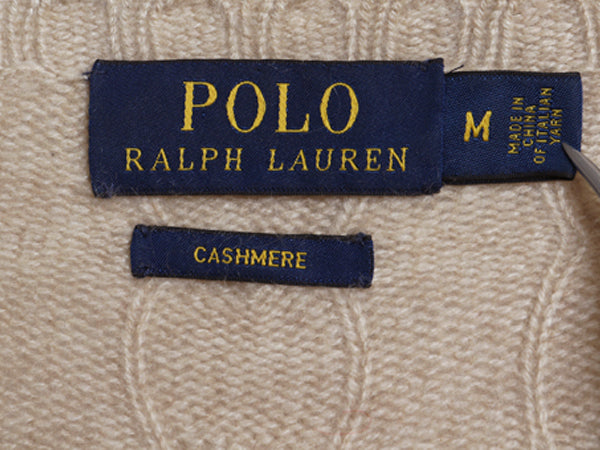 POLO
RALPH LAUREN
M
MADE IN
CHINA
OF ITALIAN
YARN
CASHMERE